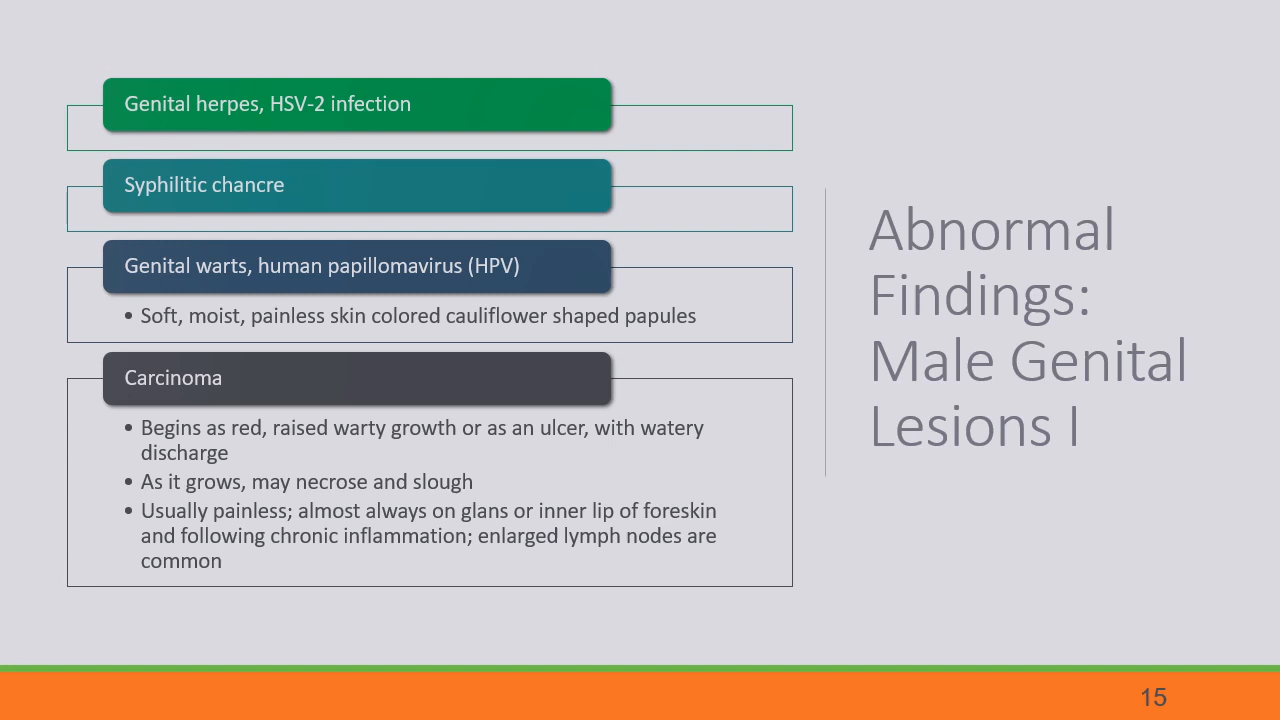 Genital herpes, HSV-2 infection
Syphilitic chancre
Genital warts, human papillomavirus (HPV)
• Soft, moist, painless skin colored cauliflower shaped papules
Carcinoma
• Begins as red, raised warty growth or as an ulcer, with watery
discharge
• As it grows, may necrose and slough
• Usually painless; almost always on glans or inner lip of foreskin
and following chronic inflammation; enlarged lymph nodes are
common
Abnormal
Findings:
Male Genital
Lesions I
15